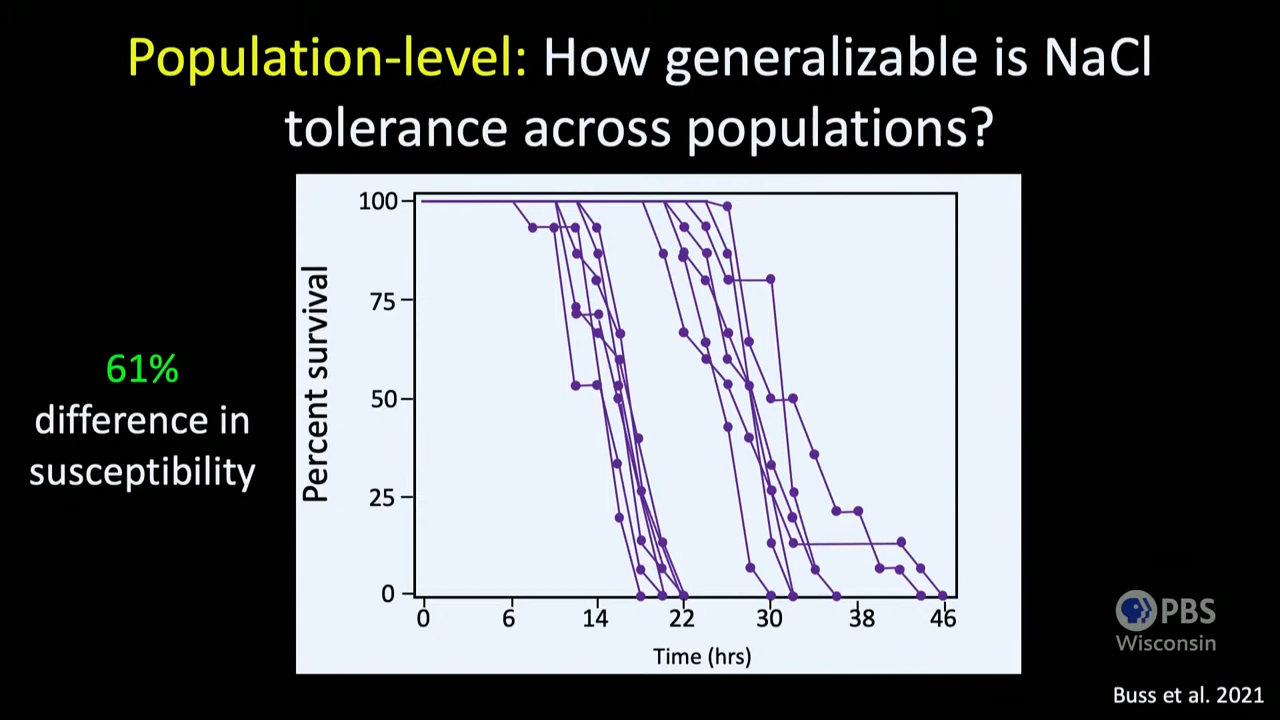 Population-level: How generalizable is NaCl
tolerance across populations?
61%
difference in
susceptibility
Percent survival
100
75
50
25
0
0 6 14 22 30 38 46
Time (hrs)
PBS
Wisconsin
Buss et al. 2021